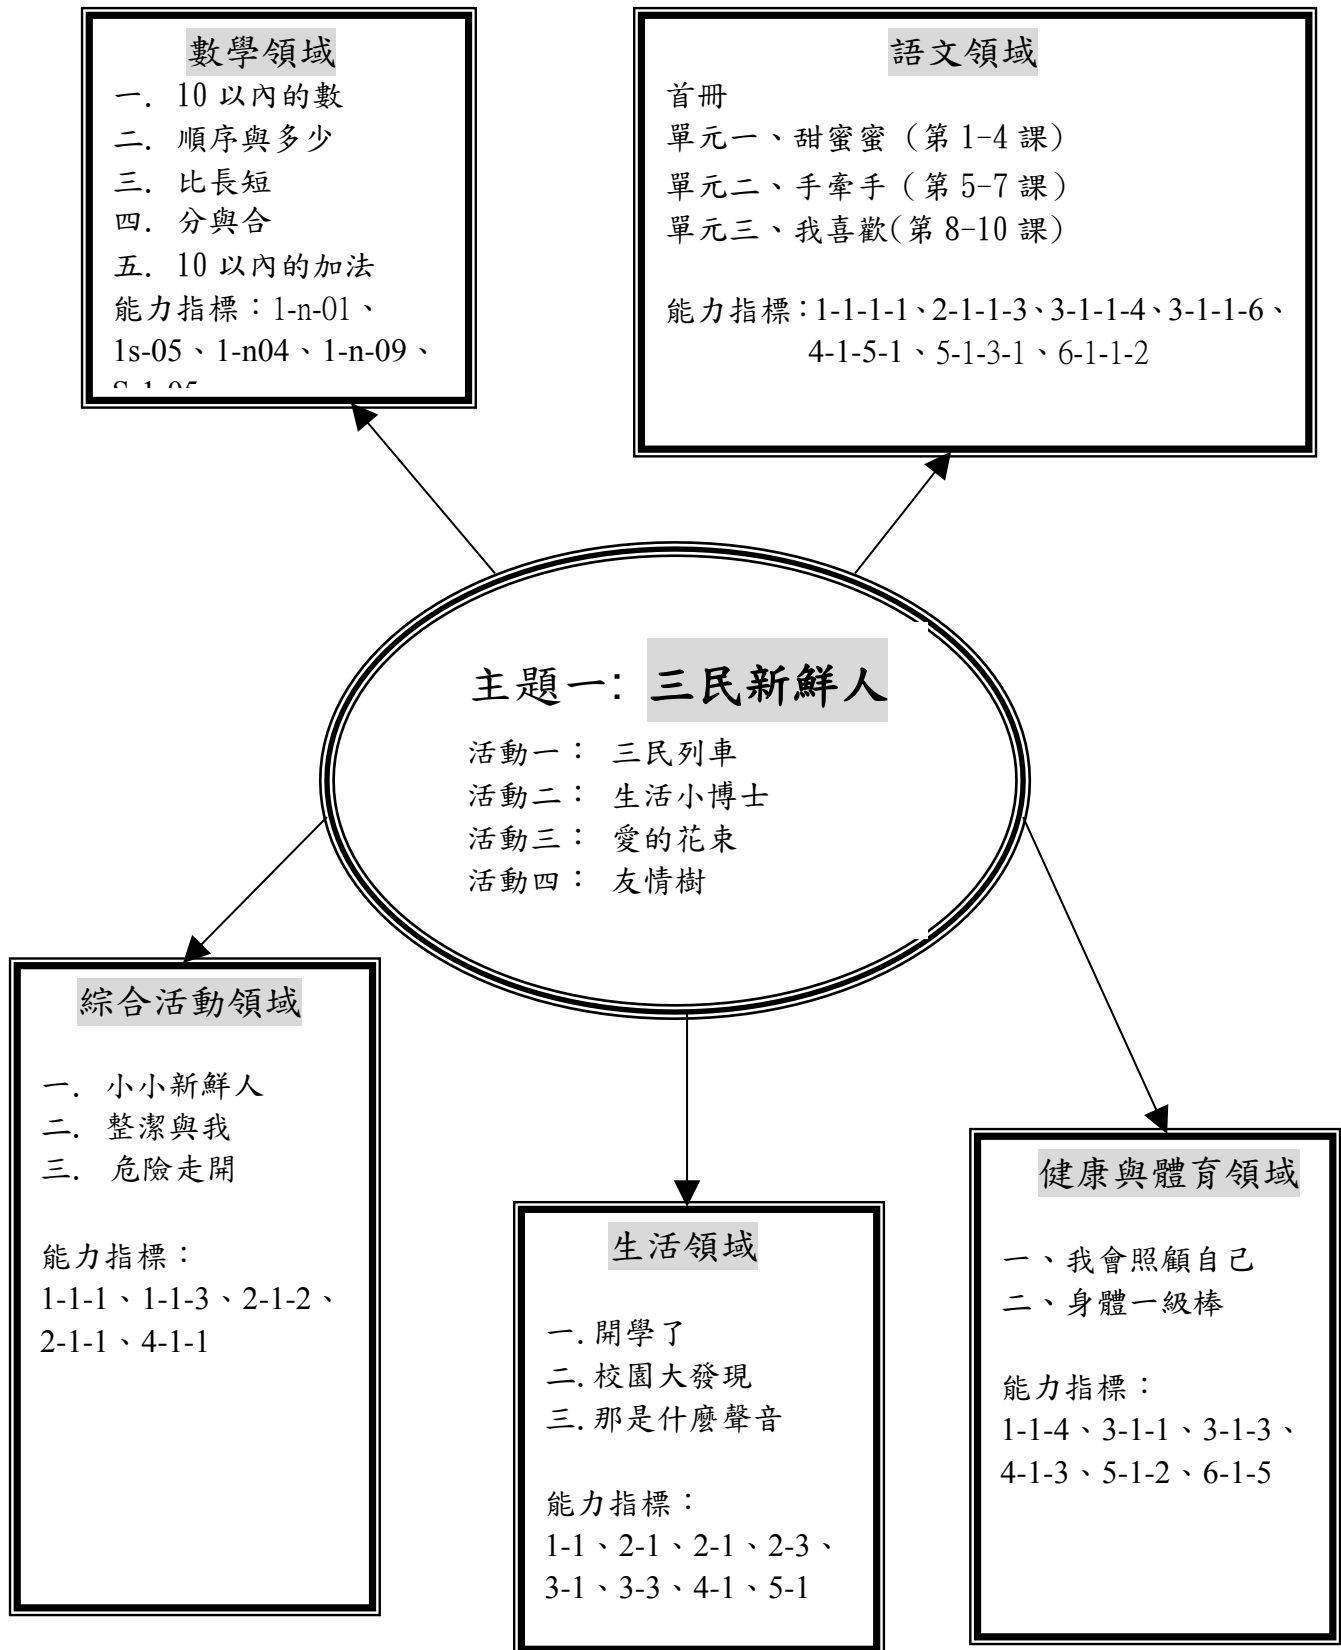 數學領域
一. 10 以內的數
二. 順序與多少
三. 比長短
四. 分與合
五. 10 以內的加法
能力指標：1-n-01、
1s-05、1-n04、1-n-09、
語文領域
首冊
單元一、甜蜜蜜（第 1-4 課）
單元二、手牽手（第 5-7 課）
單元三、我喜歡(第 8-10 課)
能力指標：1-1-1-1、2-1-1-3、3-1-1-4、3-1-1-6、
4-1-5-1、5-1-3-1、6-1-1-2
主題一: 三民新鮮人
活動一： 三民列車
活動二： 生活小博士
活動三： 愛的花束
活動四： 友情樹
綜合活動領域
一. 小小新鮮人
二. 整潔與我
三. 危險走開
能力指標：
1-1-1、1-1-3、2-1-2、
2-1-1、4-1-1
生活領域
一.開學了
二.校園大發現
三.那是什麼聲音
能力指標：
1-1、2-1、2-1、2-3、
3-1、3-3、4-1、5-1
健康與體育領域
一、我會照顧自己
二、身體一級棒
能力指標：
1-1-4、3-1-1、3-1-3、
4-1-3、5-1-2、6-1-5